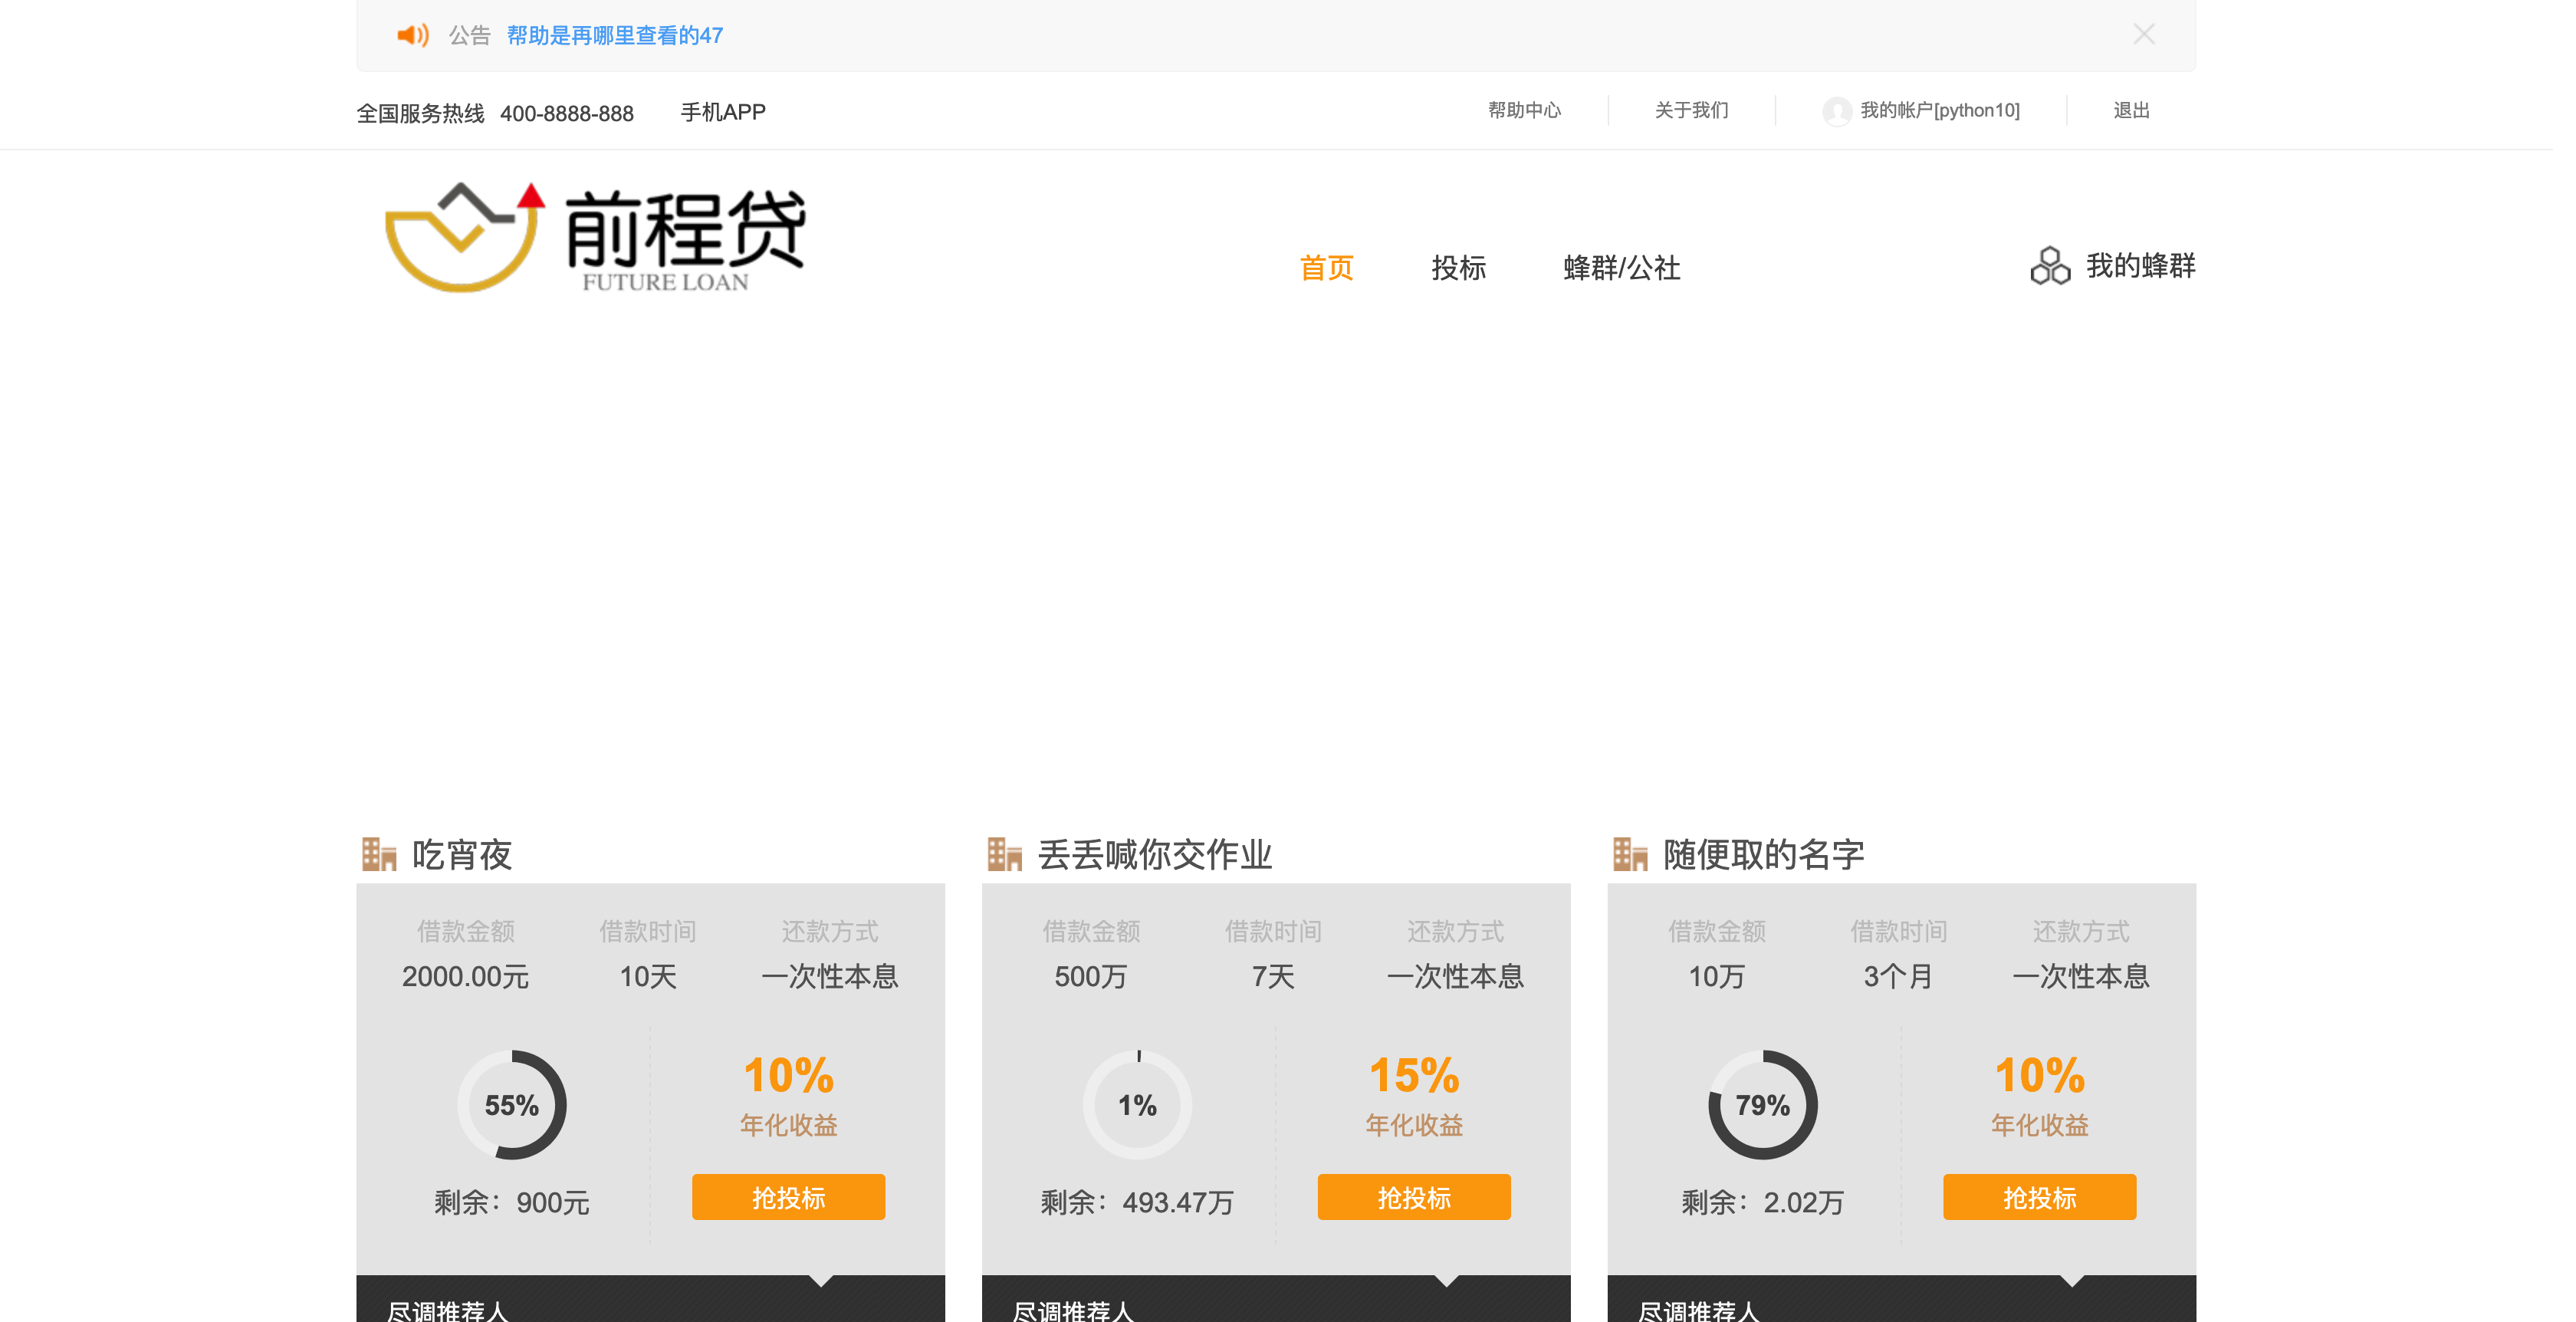 公告 帮助是再哪里查看的47
全国服务热线 400-8888-888 手机APP 帮助中心 关于我们 我的帐户[python10] 退出
前程贷
FUTURE LOAN
首页 投标 蜂群/公社 我的蜂群
吃宵夜
借款金额 借款时间 还款方式
2000.00元 10天 一次性本息
55%
10%
年化收益
剩余：900元
抢投标
尽调推荐人
丢丢喊你交作业
借款金额 借款时间 还款方式
500万 7天 一次性本息
1%
15%
年化收益
剩余：493.47万
抢投标
尽调推荐人
随便取的名字
借款金额 借款时间 还款方式
10万 3个月 一次性本息
79%
10%
年化收益
剩余：2.02万
抢投标
尽调推荐人